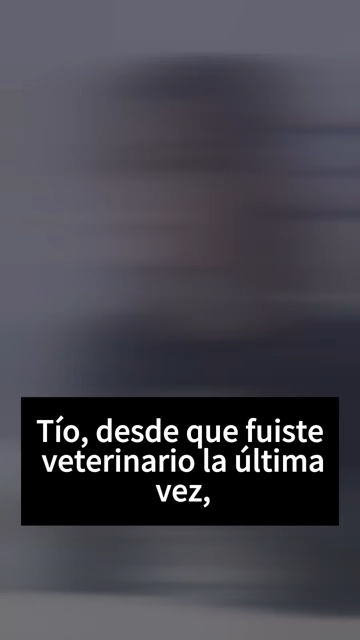 Tío, desde que fuiste
veterinario la última
vez,